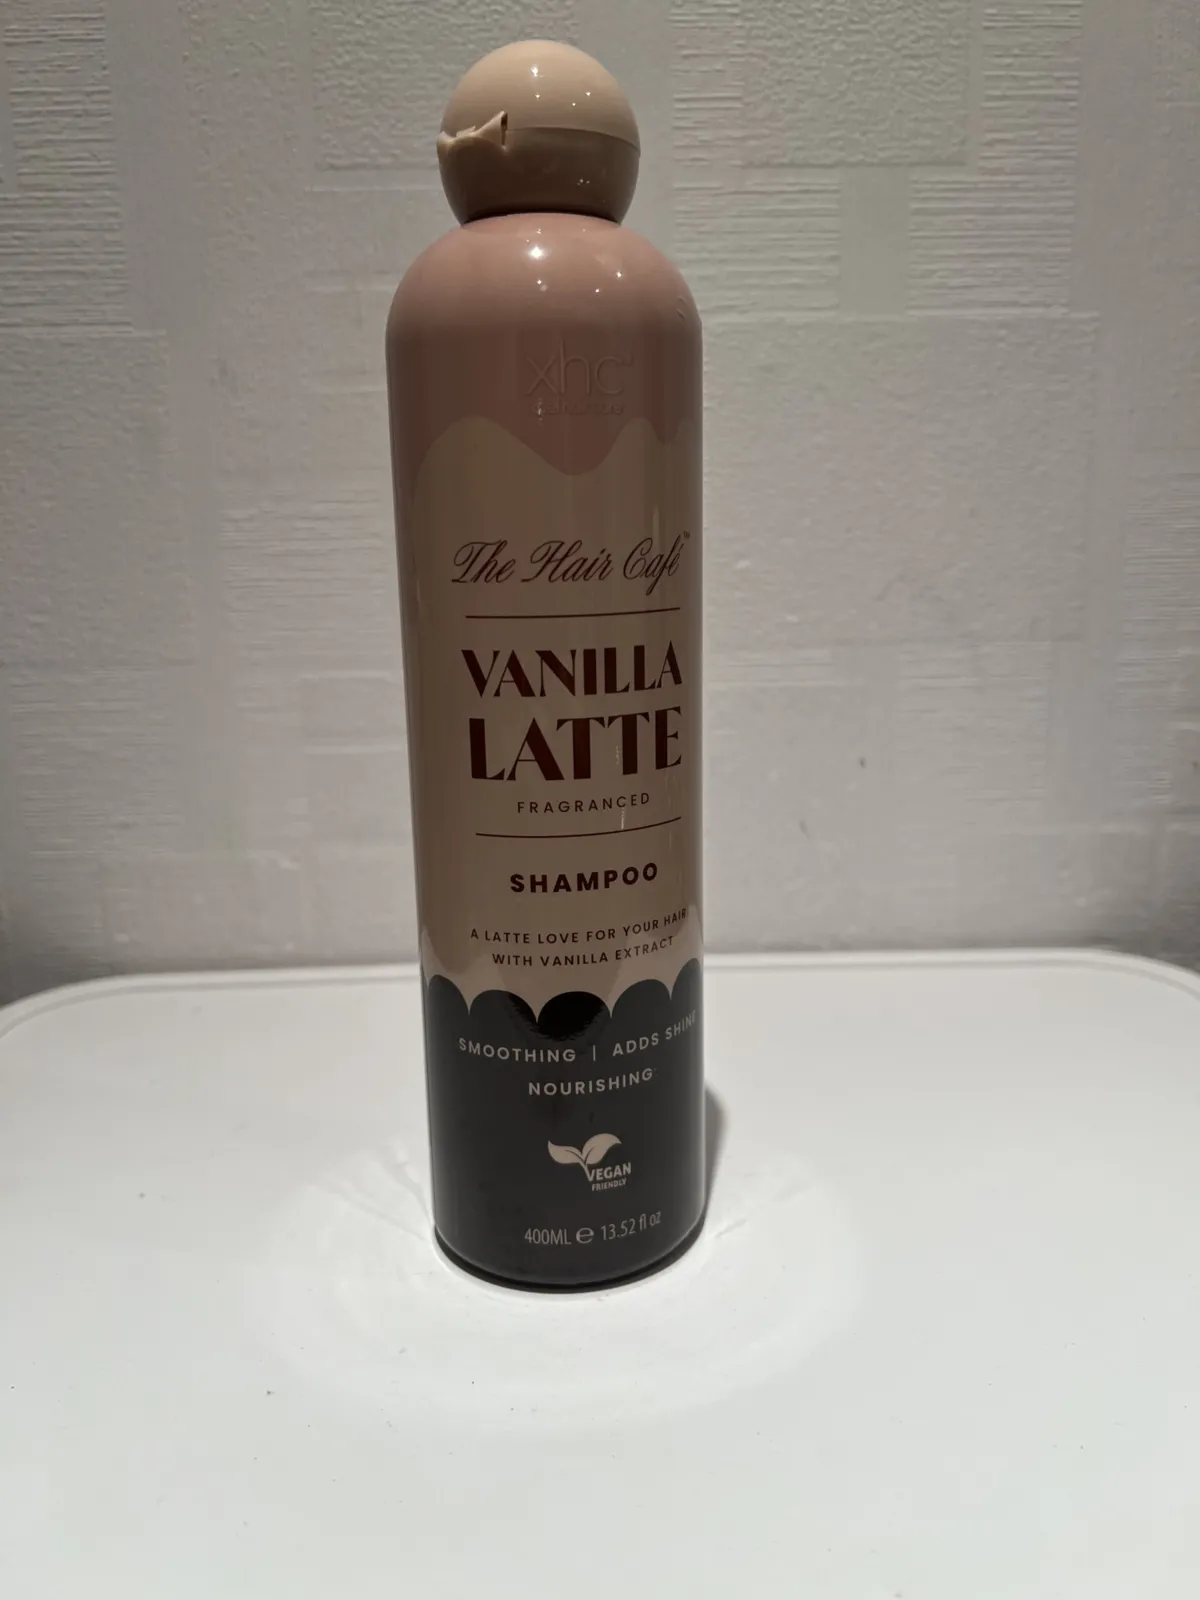 xhc
The Hair Café™
VANILLA
LATTE
FRAGRANCED
SHAMPOO
A LATTE LOVE FOR YOUR HAIR
WITH VANILLA EXTRACT
SMOOTHING | ADDS SHINE
NOURISHING
VEGAN
FRIENDLY
400ML ℮ 13.52 fl oz